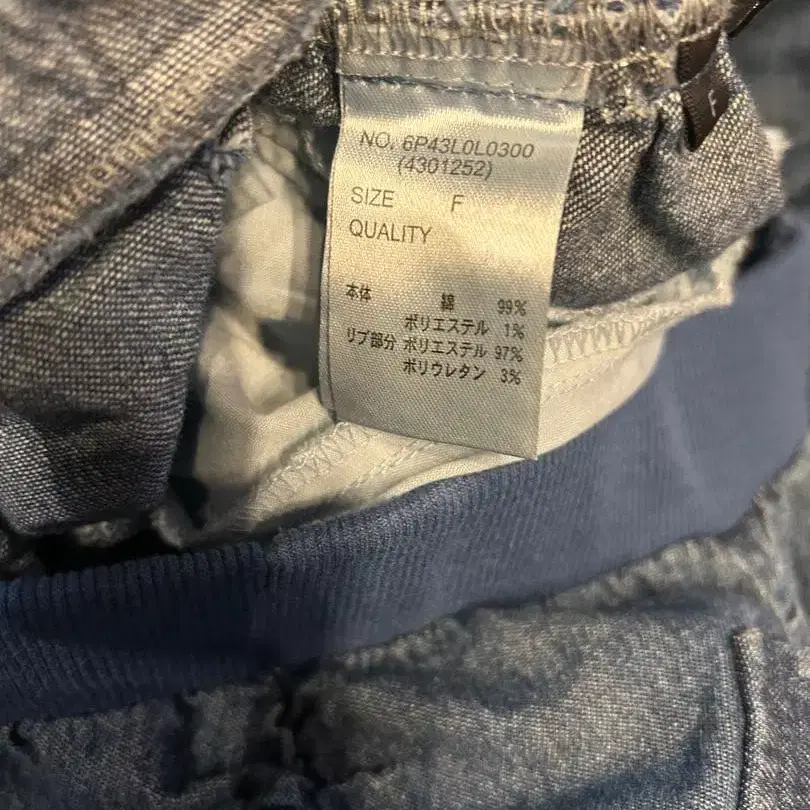 F
NO. 6P43L0L0300
(4301252)
SIZE F
QUALITY
本体 綿 99%
ポリエステル 1%
リブ部分 ポリエステル 97%
ポリウレタン 3%